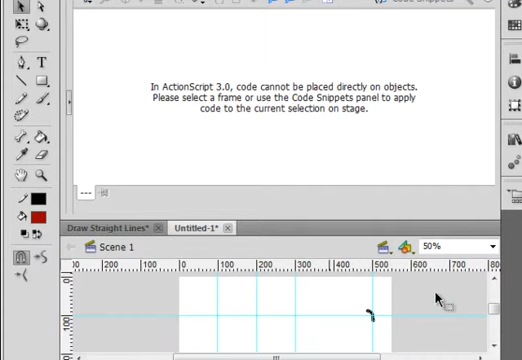 Code Snippets
In ActionScript 3.0, code cannot be placed directly on objects.
Please select a frame or use the Code Snippets panel to apply
code to the current selection on stage.
Draw Straight Lines* Untitled-1*
Scene 1 50%
100 200 300 400 500 600 700 800
0
100